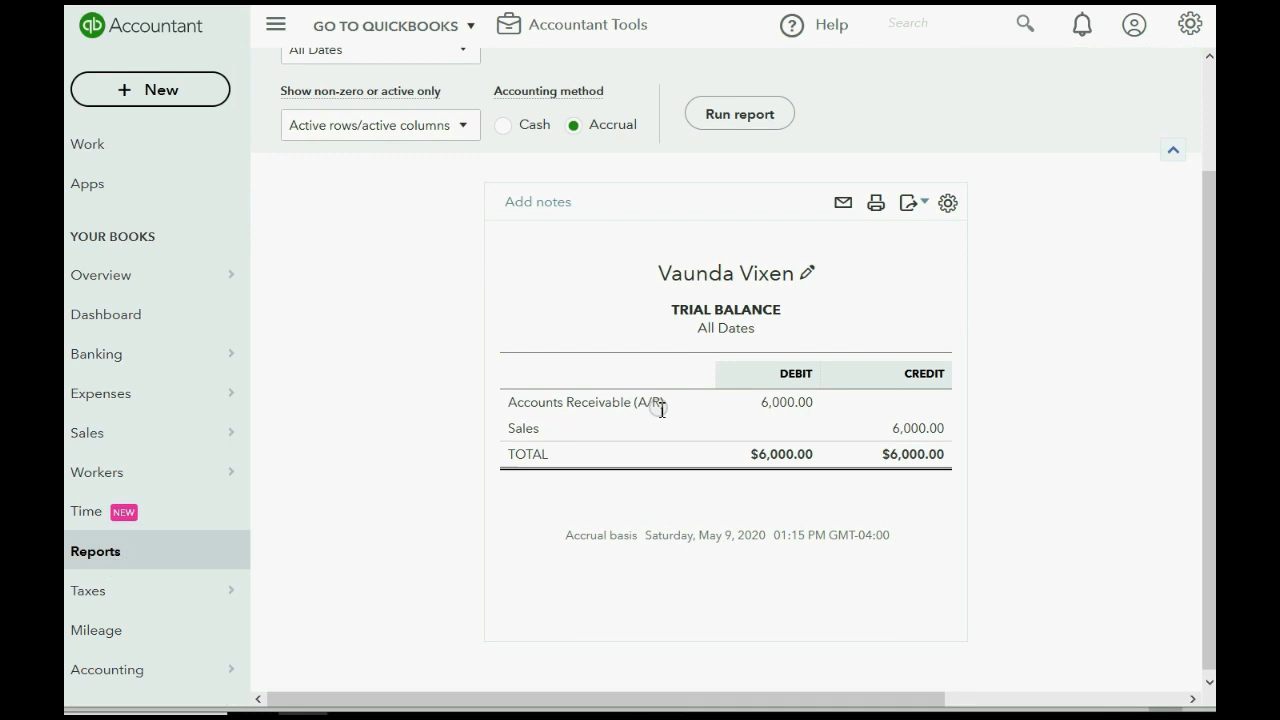 qb Accountant
GO TO QUICKBOOKS
Accountant Tools
Help
Search
+ New
Work
Apps
YOUR BOOKS
Overview
Dashboard
Banking
Expenses
Sales
Workers
Time NEW
Reports
Taxes
Mileage
Accounting
All Dates
Show non-zero or active only
Accounting method
Active rows/active columns
Cash
Accrual
Run report
Add notes
Vaunda Vixen
TRIAL BALANCE
All Dates
DEBIT CREDIT
Accounts Receivable (A/R) 6,000.00
Sales 6,000.00
TOTAL $6,000.00 $6,000.00
Accrual basis Saturday, May 9, 2020 01:15 PM GMT-04:00